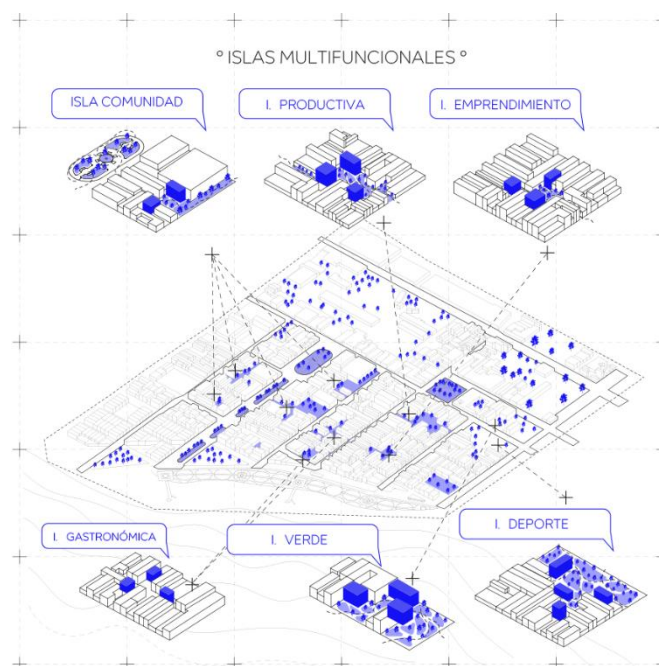 ° ISLAS MULTIFUNCIONALES °
ISLA COMUNIDAD
I. PRODUCTIVA
I. EMPRENDIMIENTO
I. GASTRONÓMICA
I. VERDE
I. DEPORTE